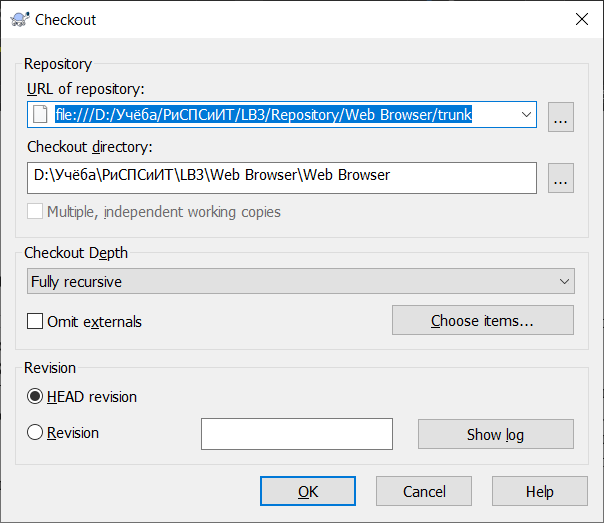 Checkout
Repository
URL of repository:
file:///D:/Учёба/РиСПСиИТ/LB3/Repository/Web Browser/trunk
...
Checkout directory:
D:\Учёба\РиСПСиИТ\LB3\Web Browser\Web Browser
...
Multiple, independent working copies
Checkout Depth
Fully recursive
Omit externals
Choose items...
Revision
HEAD revision
Revision
Show log
OK
Cancel
Help